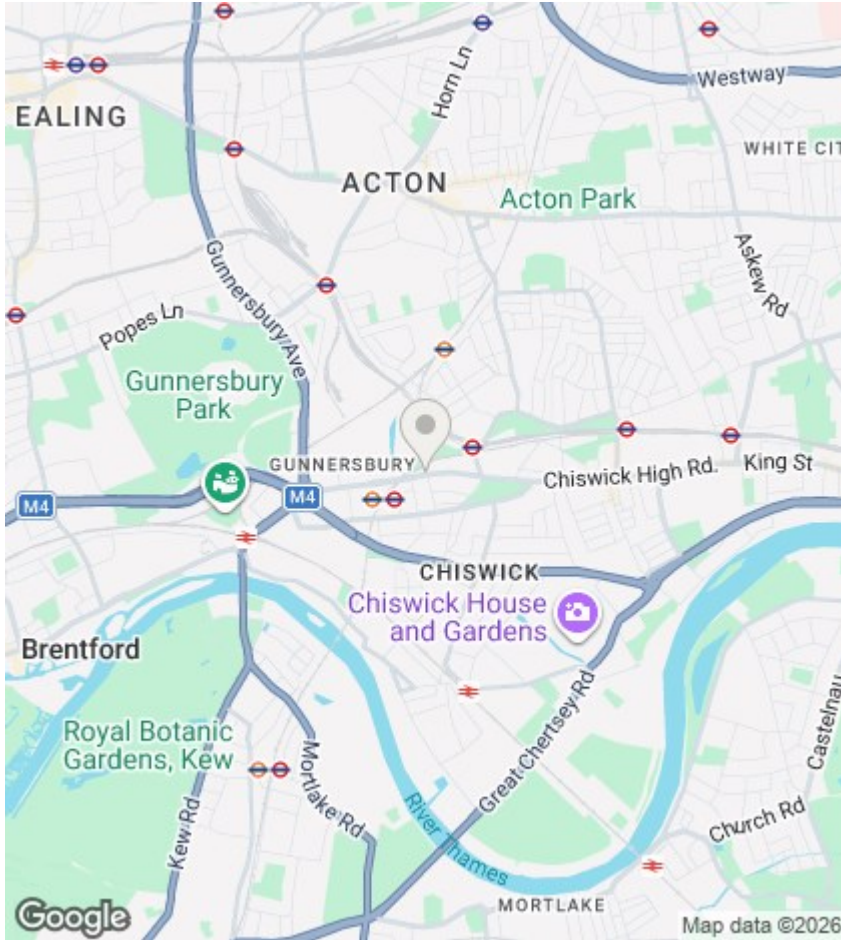 Horn Ln
Westway
EALING
WHITE CIT
ACTON
Acton Park
Gunnersbury Ave
Askew Rd
Popes Ln
Gunnersbury
Park
GUNNERSBURY
Chiswick High Rd.
King St
M4
M4
CHISWICK
Chiswick House
and Gardens
Brentford
Royal Botanic
Gardens, Kew
Kew Rd
Mortlake Rd
Great Chertsey Rd
Castelnau
River Thames
Church Rd
MORTLAKE
Google
Map data ©2026